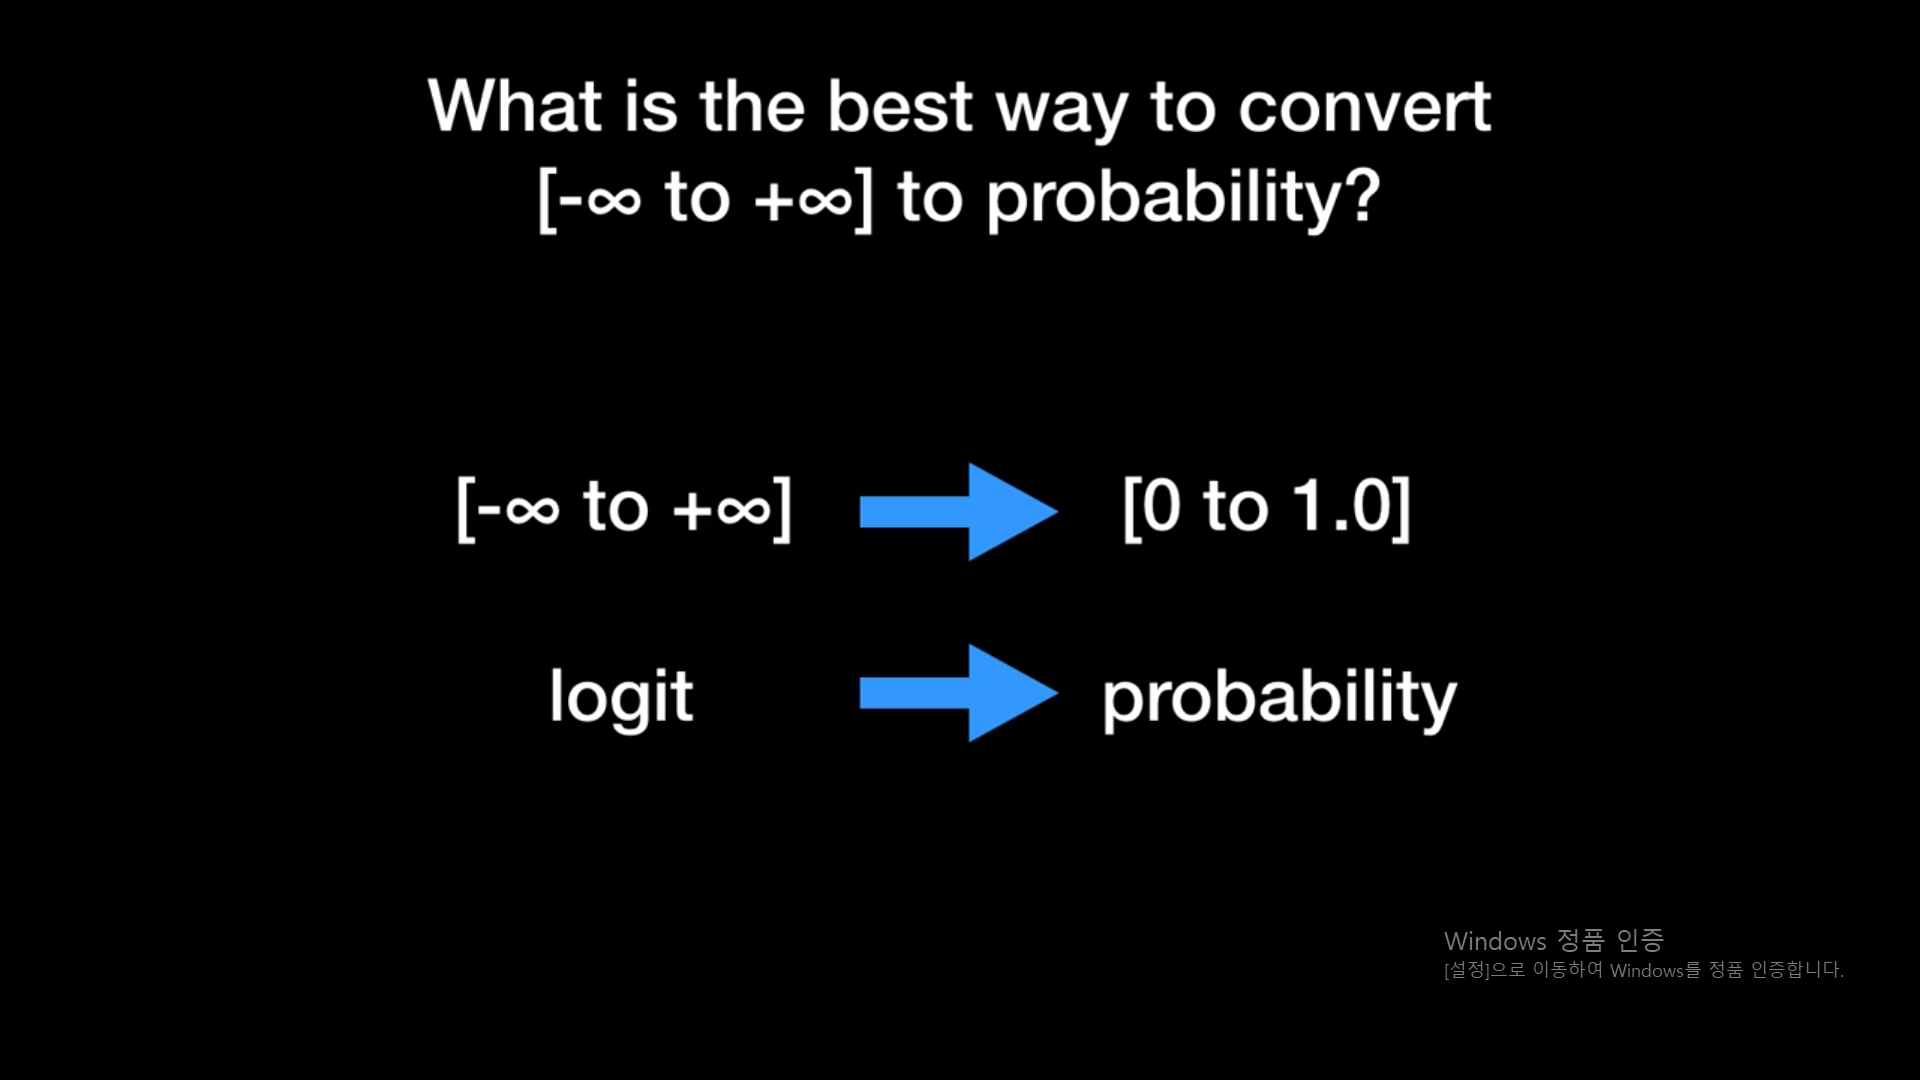 What is the best way to convert
[-∞ to +∞] to probability?
[-∞ to +∞] [0 to 1.0]
logit probability
Windows 정품 인증
[설정]으로 이동하여 Windows를 정품 인증합니다.